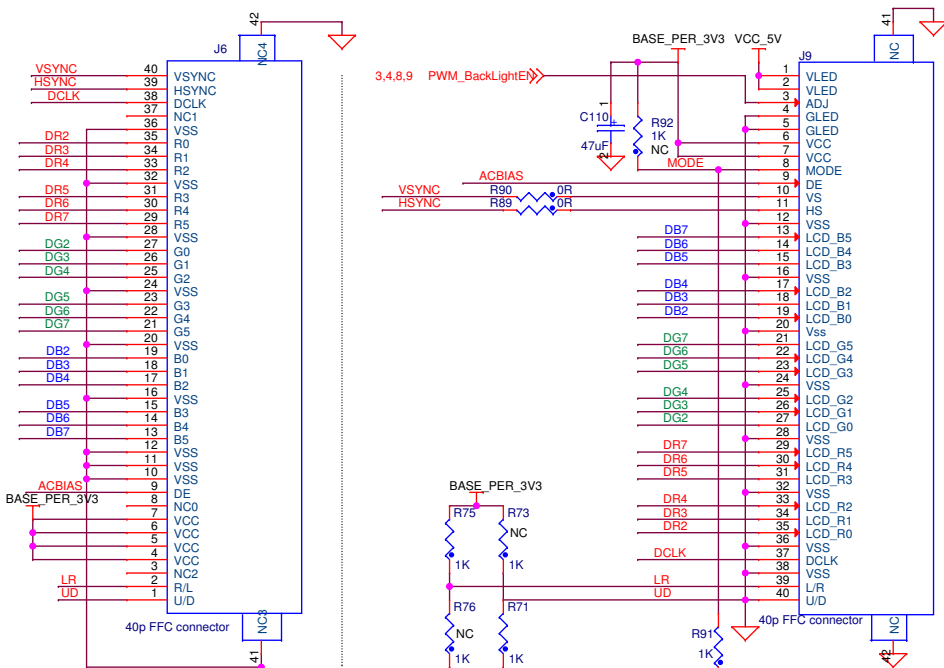 42
NC4
J6
VSYNC 40 VSYNC
HSYNC 39 HSYNC
DCLK 38 DCLK
37 NC1
36 VSS
DR2 35 R0
DR3 34 R1
DR4 33 R2
32 VSS
DR5 31 R3
DR6 30 R4
DR7 29 R5
28 VSS
DG2 27 G0
DG3 26 G1
DG4 25 G2
24 VSS
DG5 23 G3
DG6 22 G4
DG7 21 G5
20 VSS
DB2 19 B0
DB3 18 B1
DB4 17 B2
16 VSS
DB5 15 B3
DB6 14 B4
DB7 13 B5
12 VSS
11 VSS
10 VSS
ACBIAS 9 DE
BASE_PER_3V3
8 NC0
7 VCC
6 VCC
5 VCC
4 VCC
3 NC2
LR 2 R/L
UD 1 U/D
40p FFC connector
NC3
41
41
NC
J9
BASE_PER_3V3 VCC_5V
3,4,8,9 PWM_BackLightEN
C110
1
+
47uF
2
R92
1K
NC
MODE
1 VLED
2 VLED
3 ADJ
4 GLED
5 GLED
6 VCC
7 VCC
8 MODE
ACBIAS 9 DE
VSYNC R90 0R 10 VS
HSYNC R89 0R 11 HS
12 VSS
DB7 13 LCD_B5
DB6 14 LCD_B4
DB5 15 LCD_B3
16 VSS
DB4 17 LCD_B2
DB3 18 LCD_B1
DB2 19 LCD_B0
20 Vss
DG7 21 LCD_G5
DG6 22 LCD_G4
DG5 23 LCD_G3
24 VSS
DG4 25 LCD_G2
DG3 26 LCD_G1
DG2 27 LCD_G0
28 VSS
DR7 29 LCD_R5
DR6 30 LCD_R4
DR5 31 LCD_R3
32 VSS
DR4 33 LCD_R2
DR3 34 LCD_R1
DR2 35 LCD_R0
36 VSS
DCLK 37 DCLK
38 VSS
LR 39 L/R
UD 40 U/D
40p FFC connector
NC
42
BASE_PER_3V3
R75
1K
R73
NC
1K
R76
NC
1K
R71
1K
R91
1K